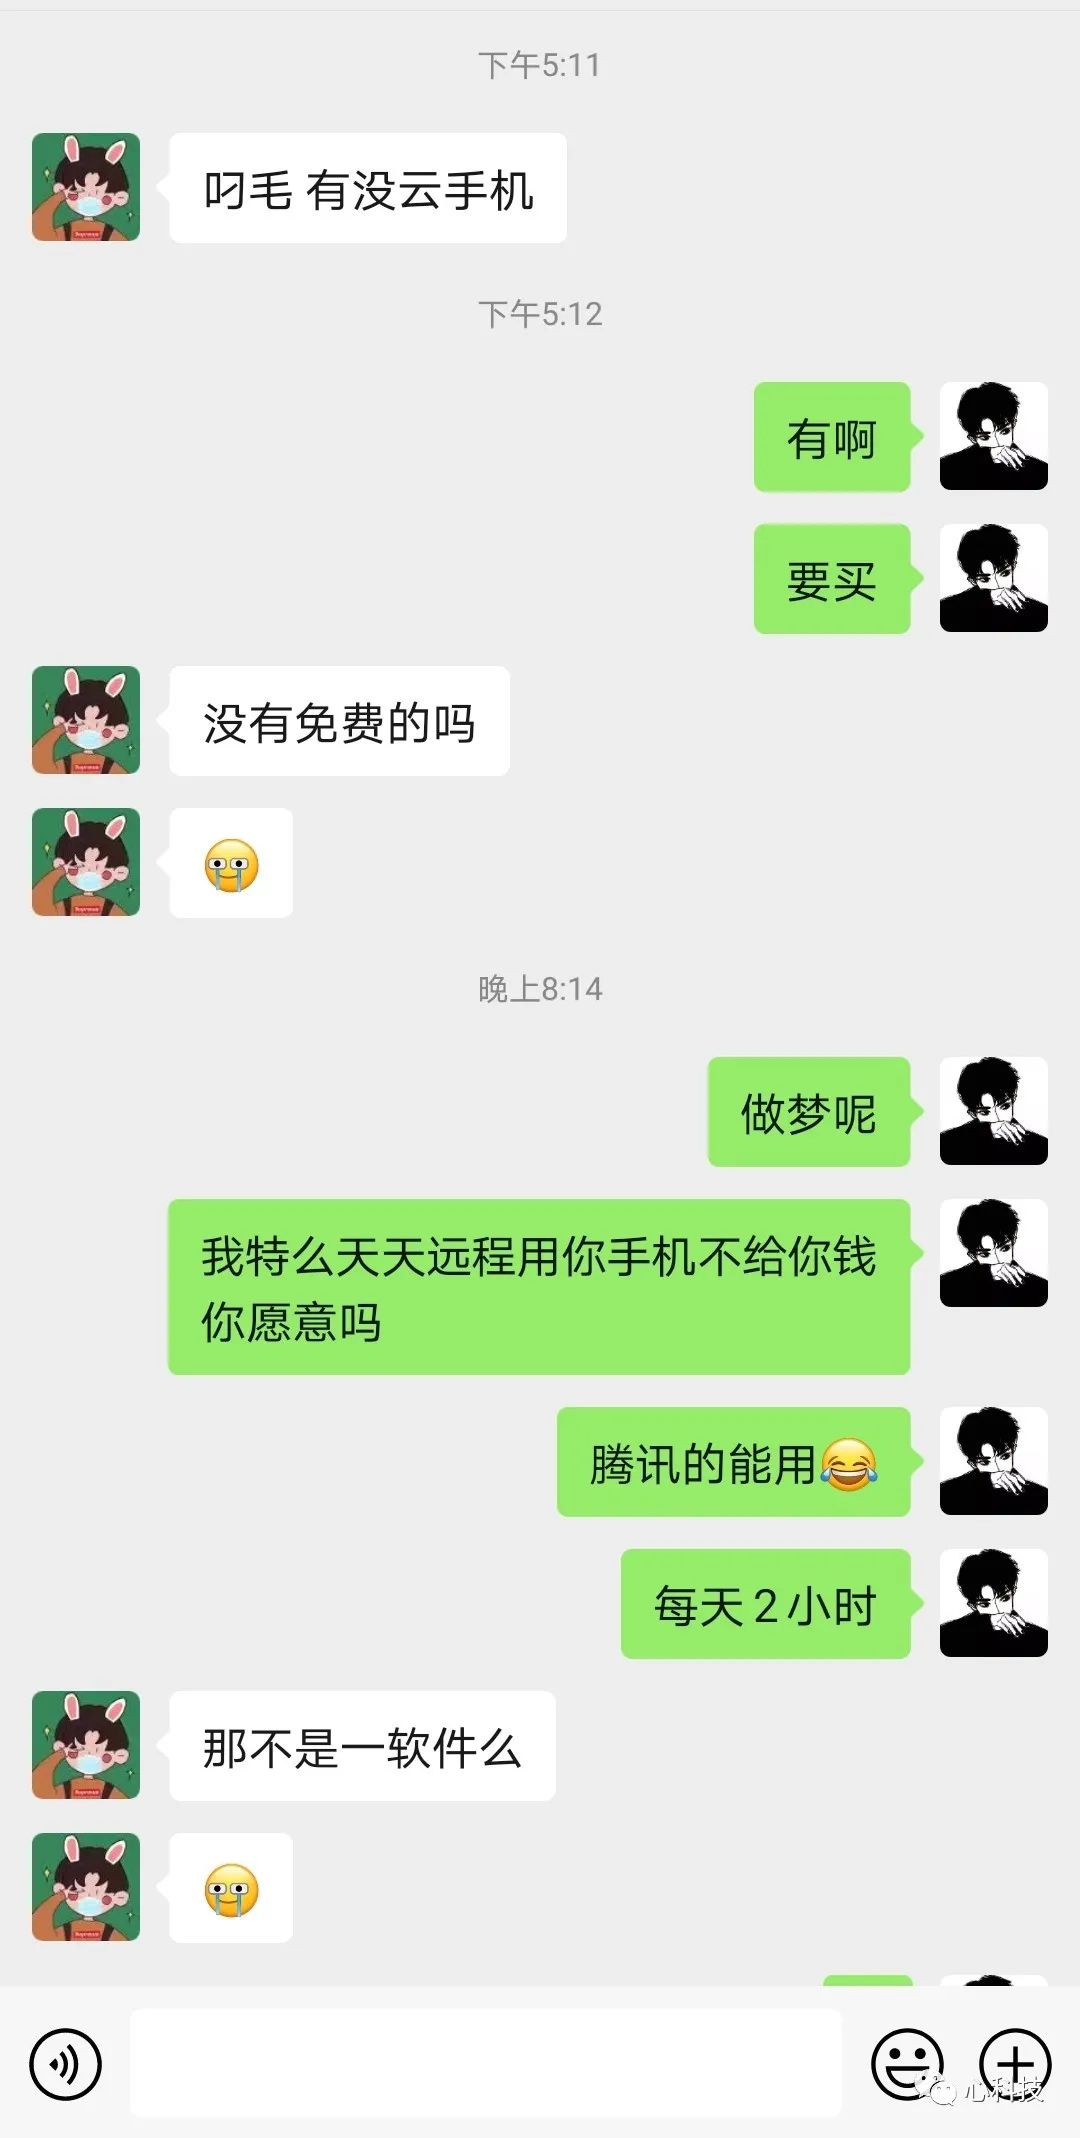 下午5:11
叼毛 有没云手机
下午5:12
有啊
要买
没有免费的吗
晚上8:14
做梦呢
我特么天天远程用你手机不给你钱
你愿意吗
腾讯的能用😂
每天2小时
那不是一软件么
心科技